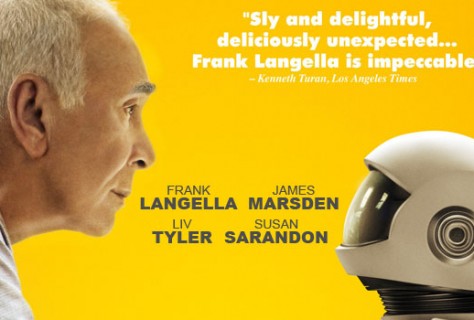 "Sly and delightful,
deliciously unexpected...
Frank Langella is impeccable
– Kenneth Turan, Los Angeles Times
FRANK JAMES
LANGELLA MARSDEN
LIV SUSAN
TYLER SARANDON